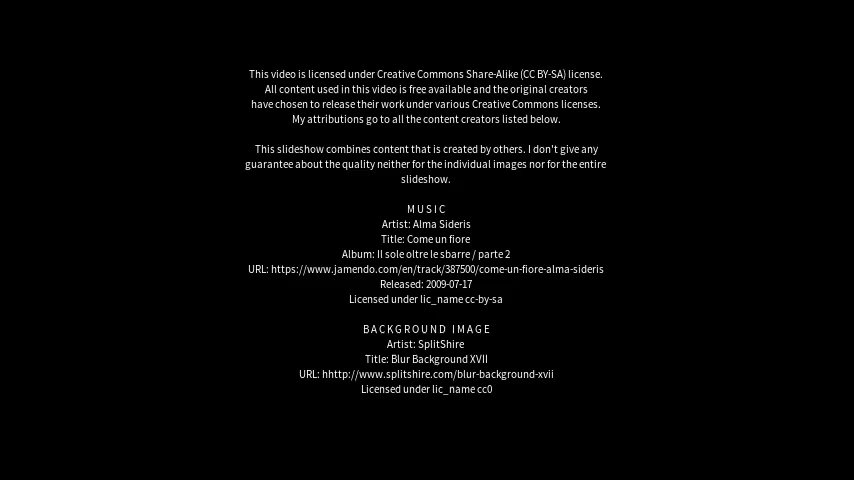 This video is licensed under Creative Commons Share-Alike (CC BY-SA) license.
All content used in this video is free available and the original creators
have chosen to release their work under various Creative Commons licenses.
My attributions go to all the content creators listed below.
This slideshow combines content that is created by others. I don't give any
guarantee about the quality neither for the individual images nor for the entire
slideshow.
MUSIC
Artist: Alma Sideris
Title: Come un fiore
Album: Il sole oltre le sbarre / parte 2
URL: https://www.jamendo.com/en/track/387500/come-un-fiore-alma-sideris
Released: 2009-07-17
Licensed under lic_name cc-by-sa
BACKGROUND IMAGE
Artist: SplitShire
Title: Blur Background XVII
URL: hhttp://www.splitshire.com/blur-background-xvii
Licensed under lic_name cc0